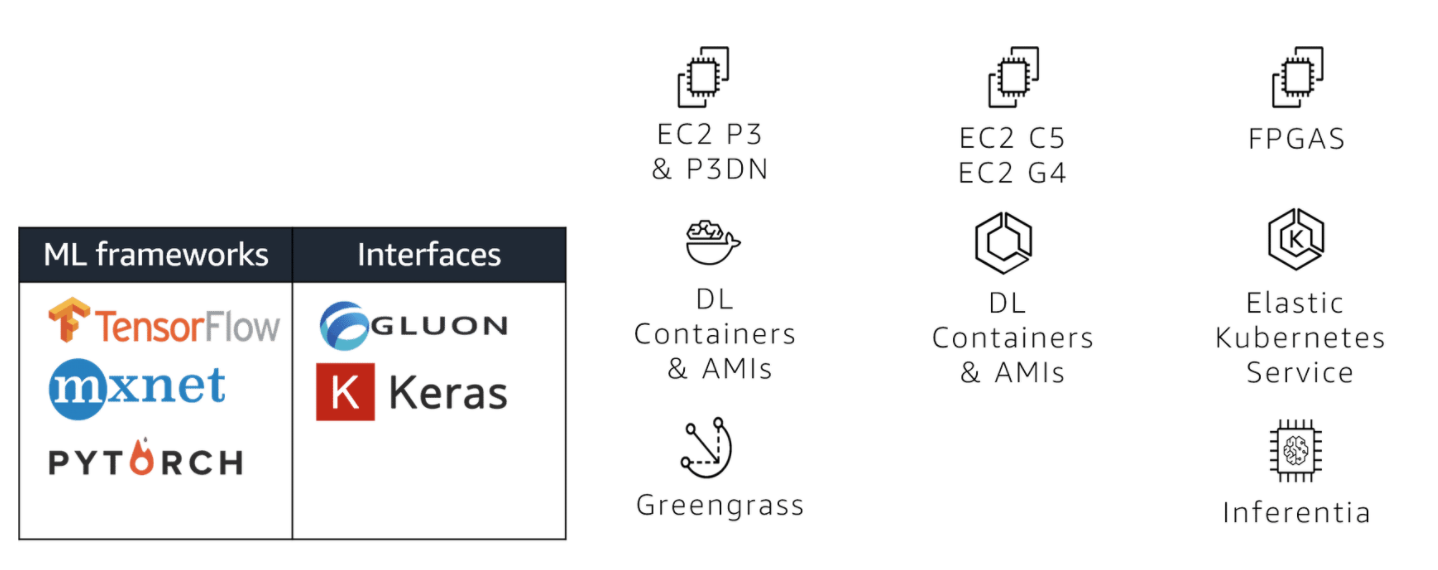 EC2 P3
& P3DN
EC2 C5
EC2 G4
FPGAS
ML frameworks
Interfaces
TensorFlow
GLUON
mxnet
K Keras
PYTORCH
DL
Containers
& AMIs
DL
Containers
& AMIs
K
Elastic
Kubernetes
Service
Greengrass
Inferentia